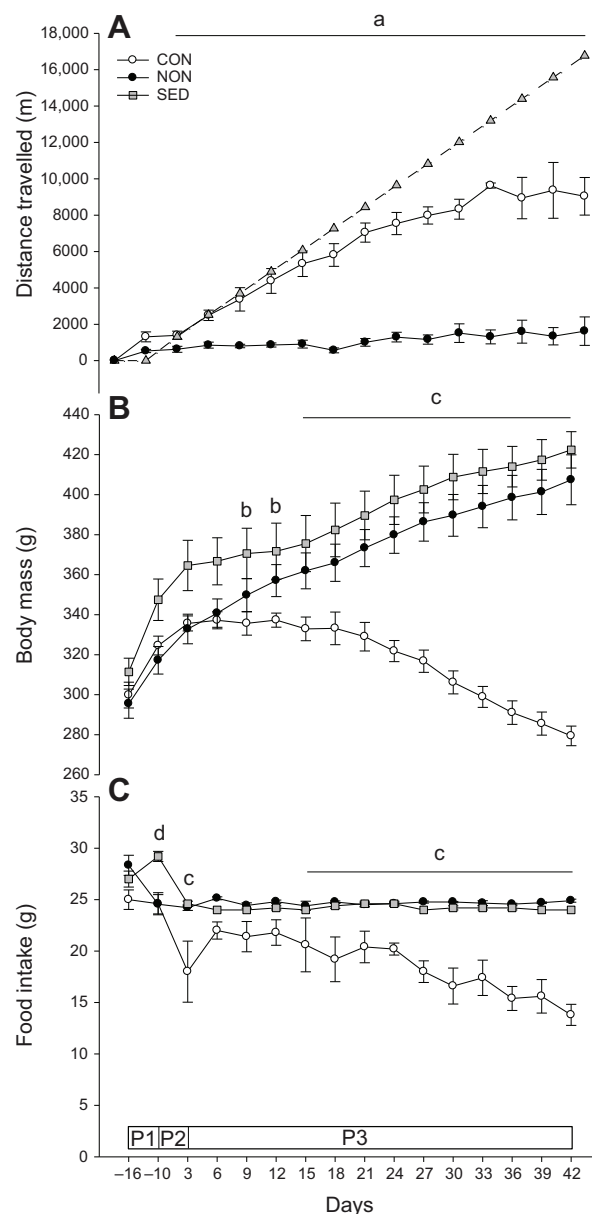 A
a
18,000
16,000
14,000
12,000
10,000
8000
6000
4000
2000
0
Distance travelled (m)
CON
NON
SED
B
c
b b
440
420
400
380
360
340
320
300
280
260
Body mass (g)
C
d
c
c
35
30
25
20
15
10
5
0
Food intake (g)
P1 P2 P3
–16 –10 3 6 9 12 15 18 21 24 27 30 33 36 39 42
Days